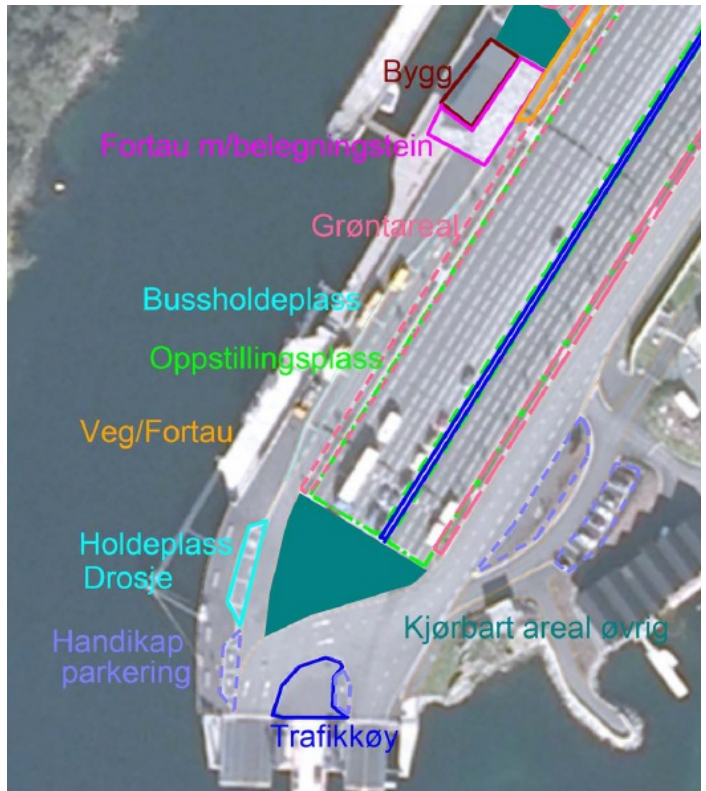 Bygg
Fortau m/belegningstein
Grøntareal
Bussholdeplass
Oppstillingsplass
Veg/Fortau
Holdeplass
Drosje
Kjørbart areal øvrig
Handikap
parkering
Trafikkøy